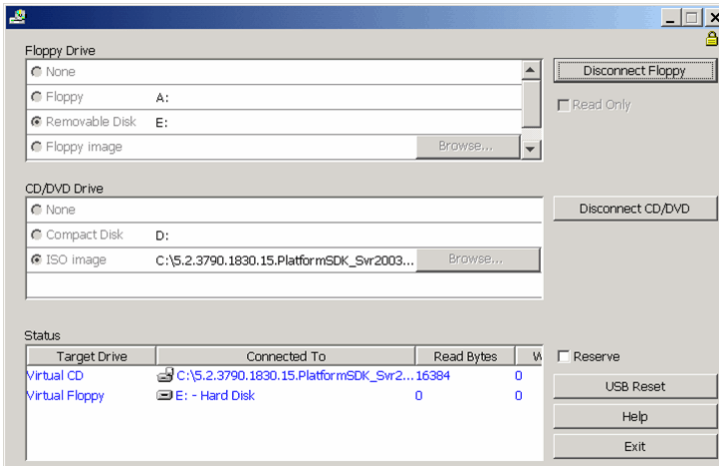 Floppy Drive
None
Floppy A:
Removable Disk E:
Floppy image Browse...
Disconnect Floppy
Read Only
CD/DVD Drive
None
Compact Disk D:
ISO image C:\5.2.3790.1830.15.PlatformSDK_Svr2003... Browse...
Disconnect CD/DVD
Status
Target Drive Connected To Read Bytes W
Virtual CD C:\5.2.3790.1830.15.PlatformSDK_Svr2... 16384 0
Virtual Floppy E: - Hard Disk 0 0
Reserve
USB Reset
Help
Exit